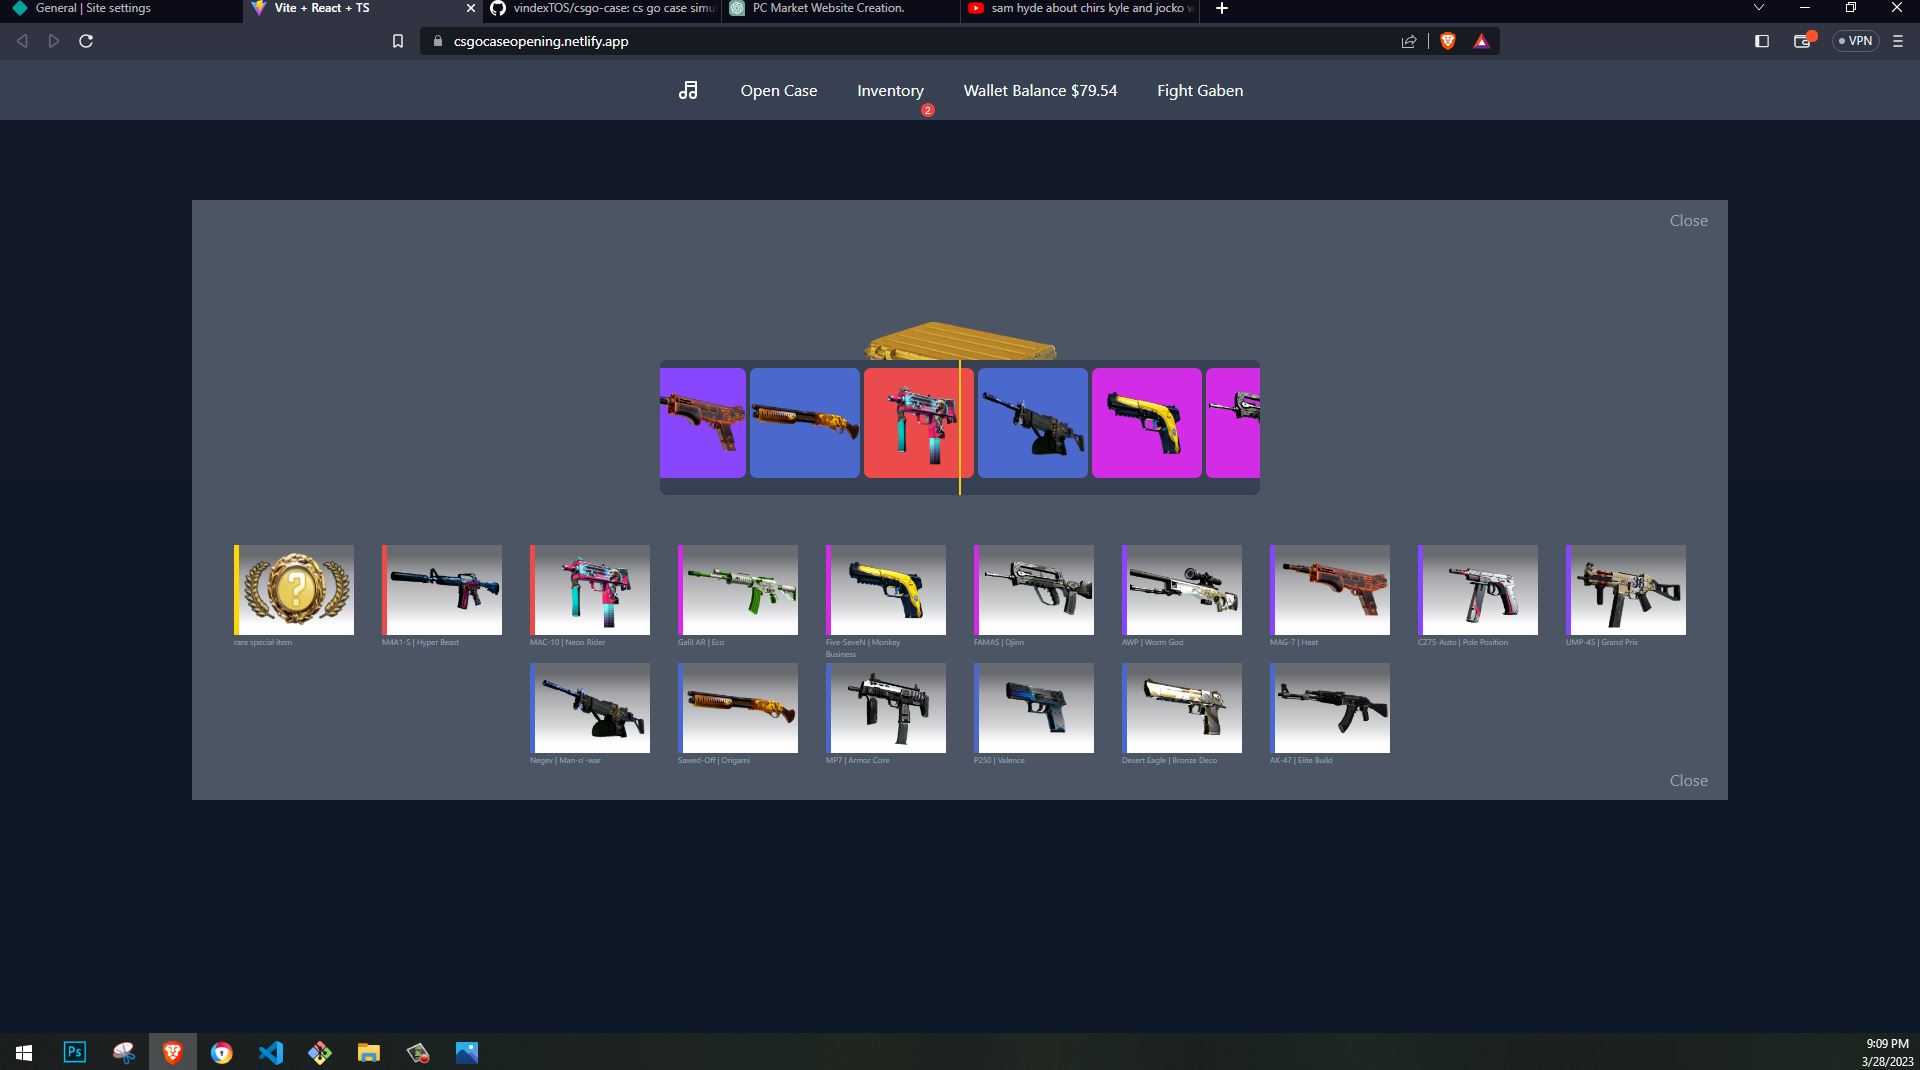 General | Site settings
Vite + React + TS
vindexTOS/csgo-case: cs go case simu
PC Market Website Creation.
sam hyde about chirs kyle and jocko w
csgocaseopening.netlify.app
VPN
Open Case
Inventory
2
Wallet Balance $79.54
Fight Gaben
Close
rare special item
M4A1-S | Hyper Beast
MAC-10 | Neon Rider
Galil AR | Eco
Five-SeveN | Monkey
Business
FAMAS | Djinn
AWP | Worm God
MAG-7 | Heat
CZ75-Auto | Pole Position
UMP-45 | Grand Prix
Negev | Man-o'-war
Sawed-Off | Origami
MP7 | Armor Core
P250 | Valence
Desert Eagle | Bronze Deco
AK-47 | Elite Build
Close
Ps
9:09 PM
3/28/2023